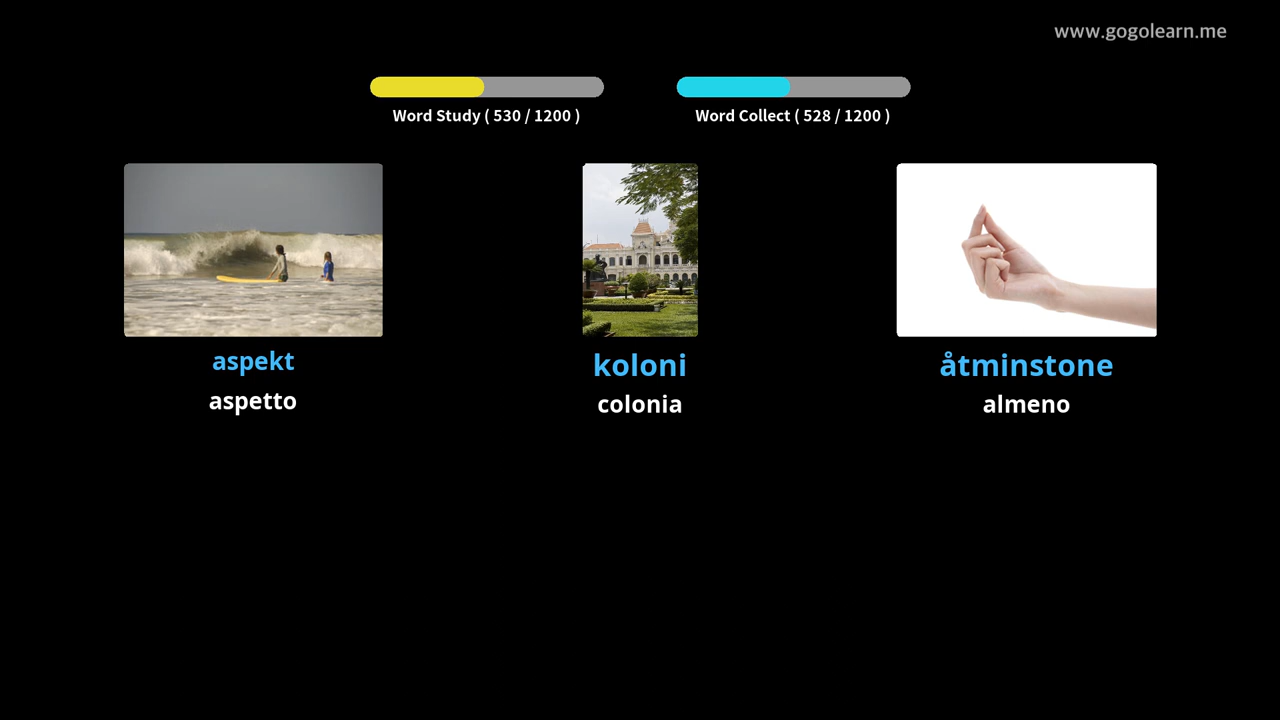 www.gogolearn.me
Word Study ( 530 / 1200 )
Word Collect ( 528 / 1200 )
aspekt
aspetto
koloni
colonia
åtminstone
almeno